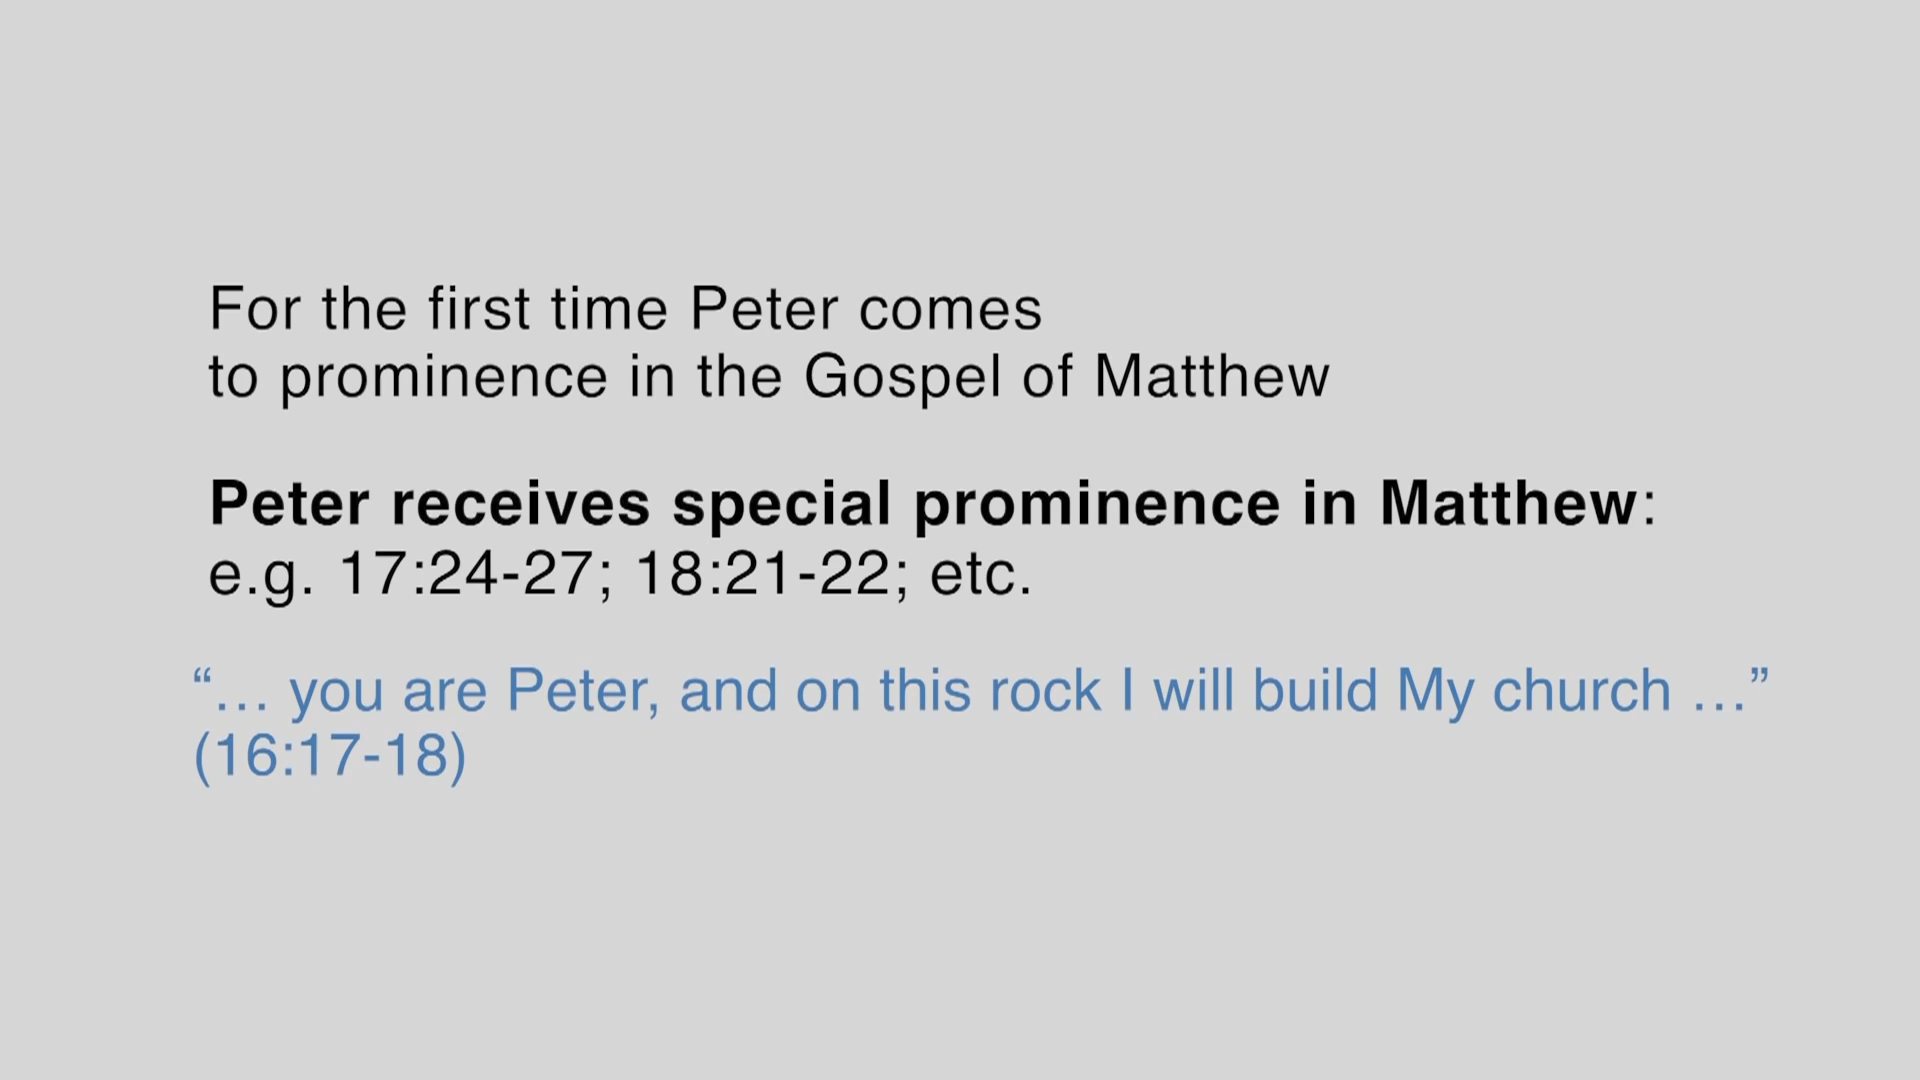 For the first time Peter comes
to prominence in the Gospel of Matthew
Peter receives special prominence in Matthew:
e.g. 17:24-27; 18:21-22; etc.
“… you are Peter, and on this rock I will build My church …”
(16:17-18)